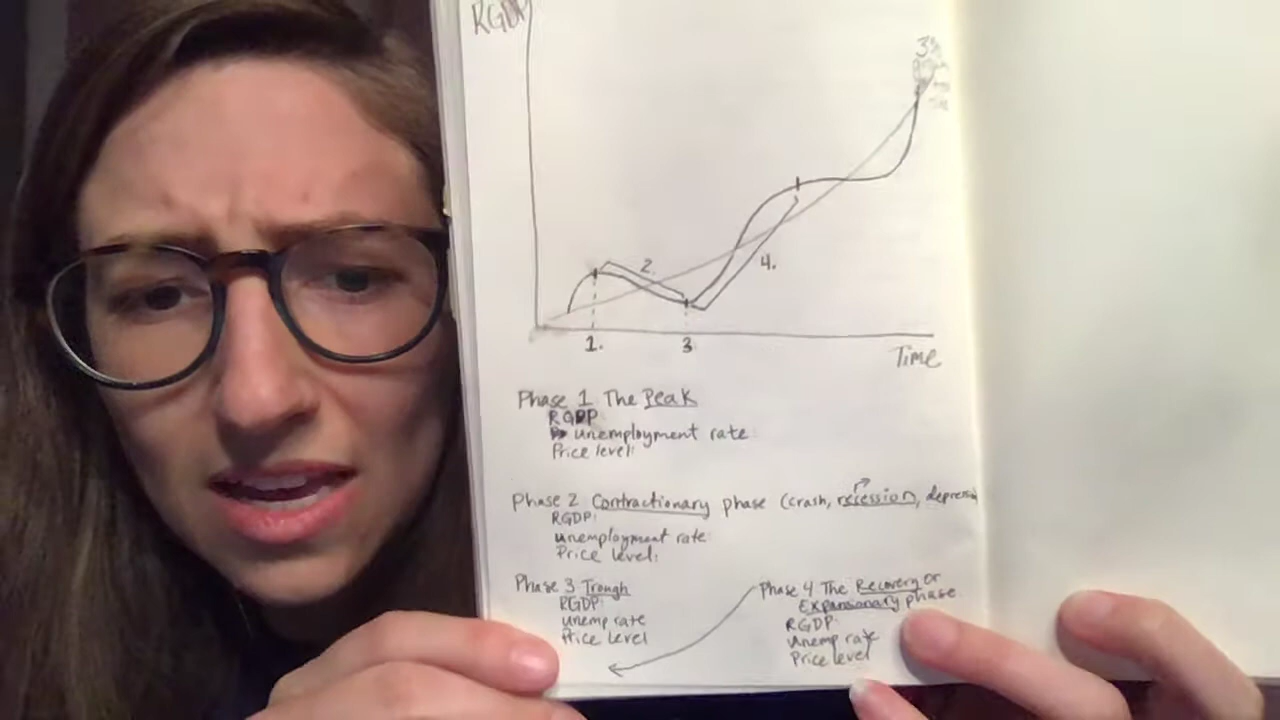 RGDP
3%
2.
4.
1.
3
Time
Phase 1 The Peak
RGDP
unemployment rate:
Price level:
Phase 2 Contractionary phase (crash, recession, depression
RGDP:
unemployment rate:
Price level:
Phase 3 Trough
RGDP:
unemp rate
Price level
Phase 4 The Recovery or
Expansionary phase
RGDP:
Unemp rate
Price level